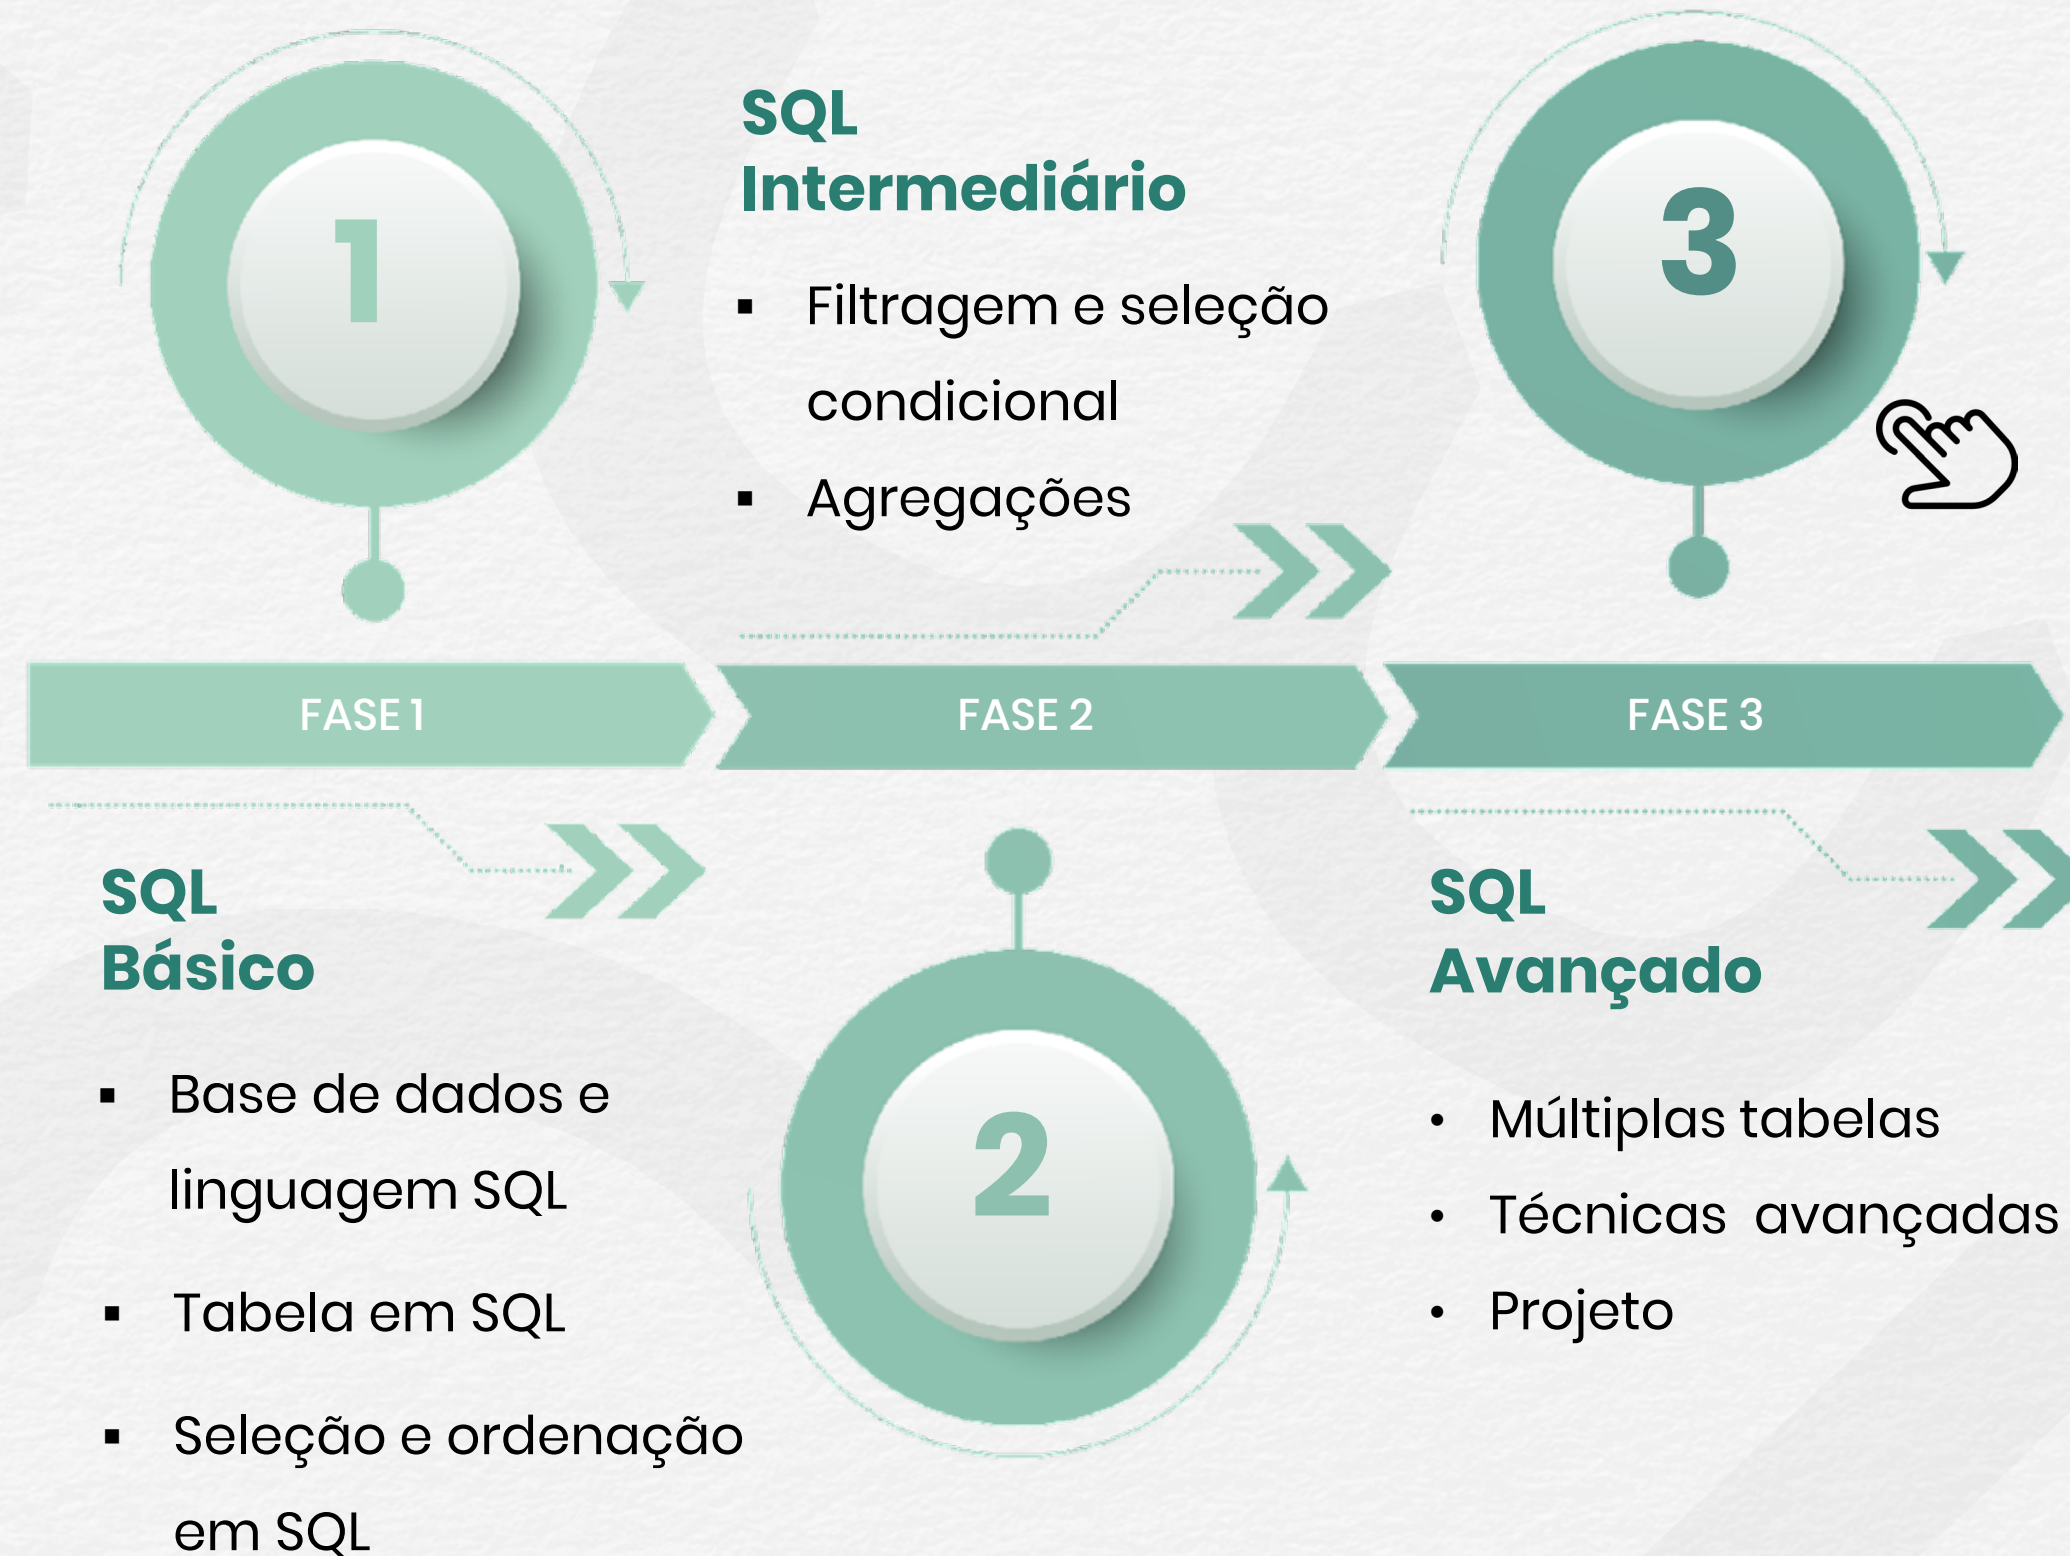 1
SQL
Intermediário
▪ Filtragem e seleção
condicional
▪ Agregações
3
FASE 1
FASE 2
FASE 3
SQL
Básico
▪ Base de dados e
linguagem SQL
▪ Tabela em SQL
▪ Seleção e ordenação
em SQL
2
SQL
Avançado
• Múltiplas tabelas
• Técnicas avançadas
• Projeto